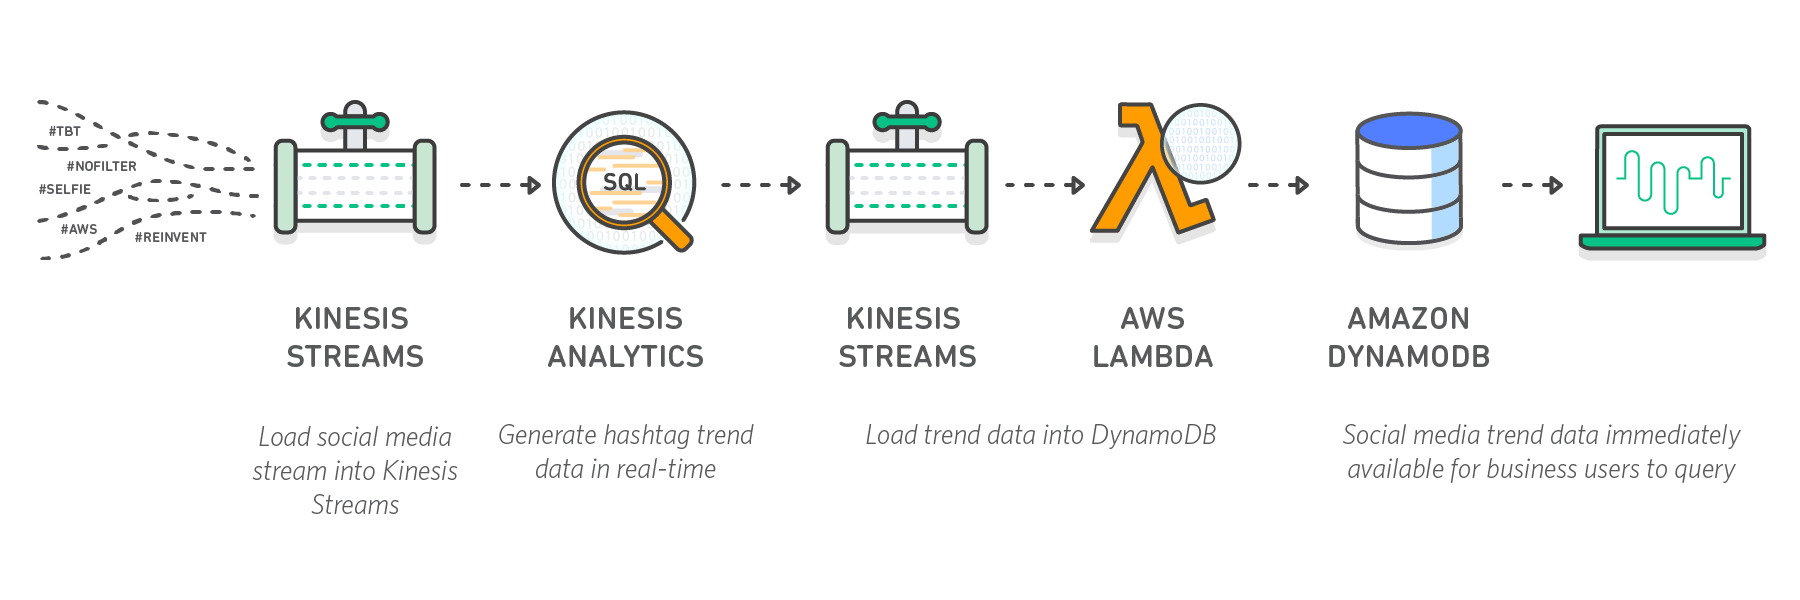 #TBT
#NOFILTER
#SELFIE
#AWS
#REINVENT
SQL
KINESIS
STREAMS
KINESIS
ANALYTICS
KINESIS
STREAMS
AWS
LAMBDA
AMAZON
DYNAMODB
Load social media
stream into Kinesis
Streams
Generate hashtag trend
data in real-time
Load trend data into DynamoDB
Social media trend data immediately
available for business users to query